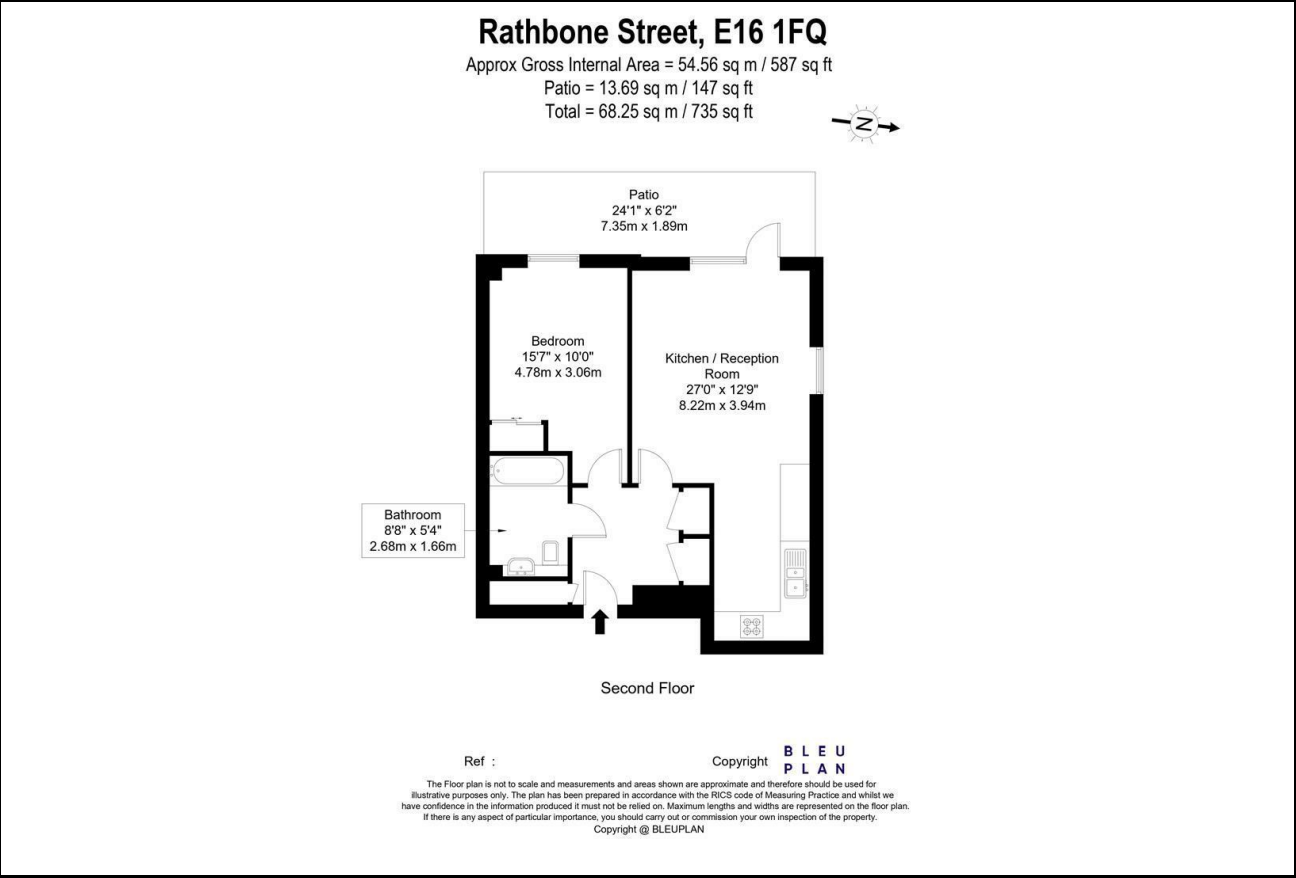 Rathbone Street, E16 1FQ
Approx Gross Internal Area = 54.56 sq m / 587 sq ft
Patio = 13.69 sq m / 147 sq ft
Total = 68.25 sq m / 735 sq ft
N
Patio
24'1" x 6'2"
7.35m x 1.89m
Bedroom
15'7" x 10'0"
4.78m x 3.06m
Kitchen / Reception
Room
27'0" x 12'9"
8.22m x 3.94m
Bathroom
8'8" x 5'4"
2.68m x 1.66m
Second Floor
Ref :
Copyright
BLEU
PLAN
The Floor plan is not to scale and measurements and areas shown are approximate and therefore should be used for
illustrative purposes only. The plan has been prepared in accordance with the RICS code of Measuring Practice and whilst we
have confidence in the information produced it must not be relied on. Maximum lengths and widths are represented on the floor plan.
If there is any aspect of particular importance, you should carry out or commission your own inspection of the property.
Copyright @ BLEUPLAN